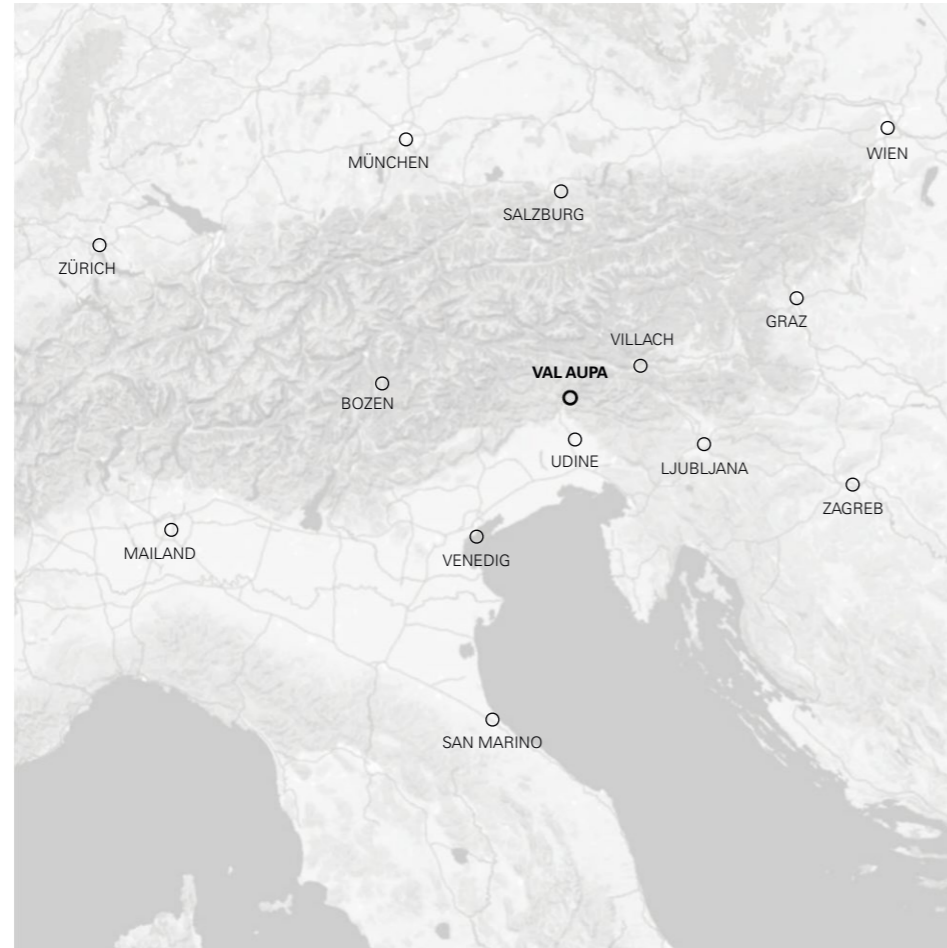 WIEN
MÜNCHEN
SALZBURG
ZÜRICH
GRAZ
VILLACH
VAL AUPA
BOZEN
UDINE
LJUBLJANA
ZAGREB
MAILAND
VENEDIG
SAN MARINO